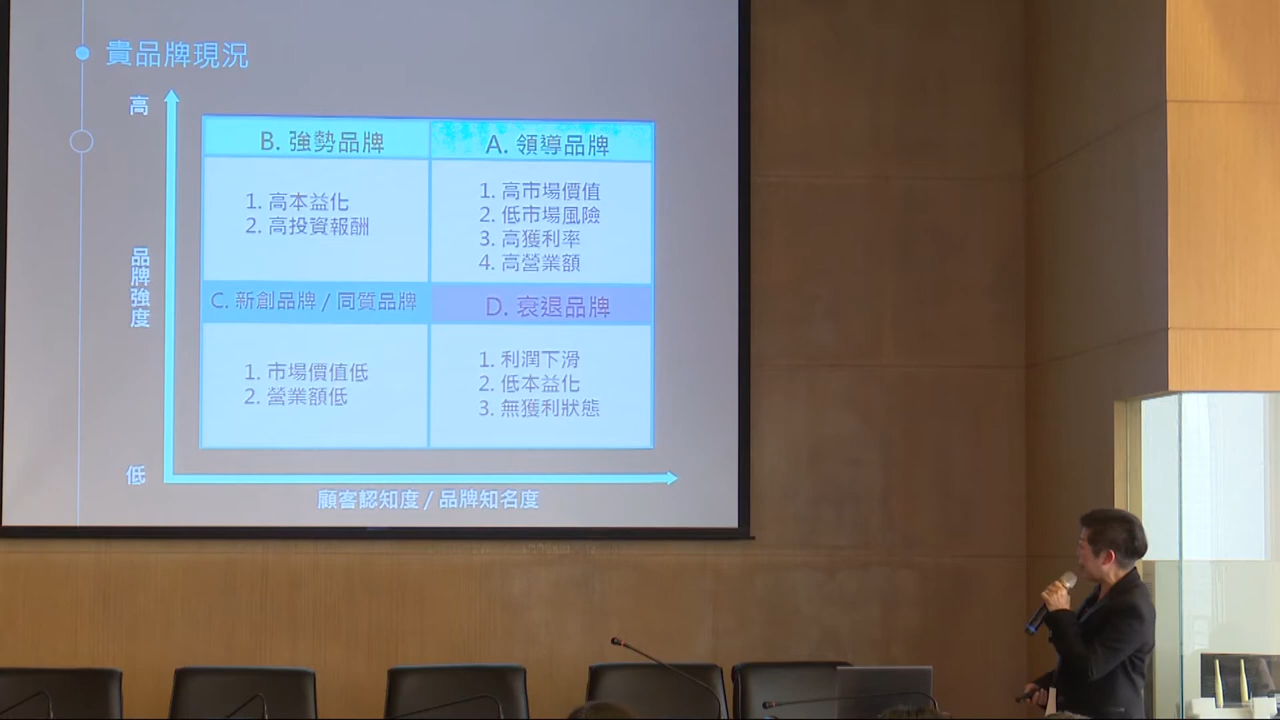 貴品牌現況
高
B. 強勢品牌
A. 領導品牌
1. 高本益化
2. 高投資報酬
1. 高市場價值
2. 低市場風險
3. 高獲利率
4. 高營業額
品牌強度
C. 新創品牌 / 同質品牌
D. 衰退品牌
1. 市場價值低
2. 營業額低
1. 利潤下滑
2. 低本益化
3. 無獲利狀態
低
顧客認知度 / 品牌知名度